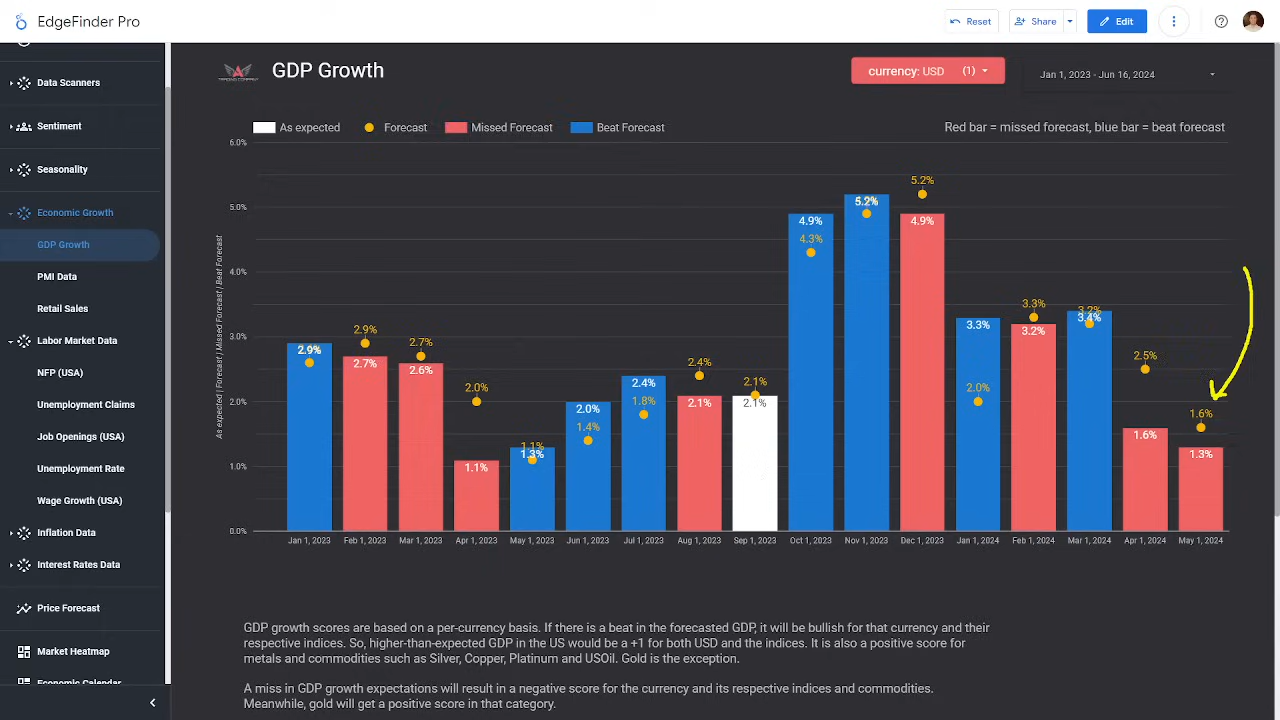 EdgeFinder Pro
Reset
Share
Edit
Data Scanners
Sentiment
Seasonality
Economic Growth
GDP Growth
PMI Data
Retail Sales
Labor Market Data
NFP (USA)
Unemployment Claims
Job Openings (USA)
Unemployment Rate
Wage Growth (USA)
Inflation Data
Interest Rates Data
Price Forecast
Market Heatmap
Economic Calendar
GDP Growth
currency: USD (1)
Jan 1, 2023 - Jun 16, 2024
As expected Forecast Missed Forecast Beat Forecast
Red bar = missed forecast, blue bar = beat forecast
As expected | Forecast | Missed Forecast | Beat Forecast
6.0%
5.0%
4.0%
3.0%
2.0%
1.0%
0.0%
2.9%
2.9%
2.7%
2.7%
2.6%
2.0%
1.1%
1.1%
1.3%
2.0%
1.4%
2.4%
1.8%
2.4%
2.1%
2.1%
2.1%
4.9%
4.3%
5.2%
5.2%
4.9%
3.3%
2.0%
3.3%
3.2%
3.2%
3.4%
2.5%
1.6%
1.6%
1.3%
Jan 1, 2023 Feb 1, 2023 Mar 1, 2023 Apr 1, 2023 May 1, 2023 Jun 1, 2023 Jul 1, 2023 Aug 1, 2023 Sep 1, 2023 Oct 1, 2023 Nov 1, 2023 Dec 1, 2023 Jan 1, 2024 Feb 1, 2024 Mar 1, 2024 Apr 1, 2024 May 1, 2024
GDP growth scores are based on a per-currency basis. If there is a beat in the forecasted GDP, it will be bullish for that currency and their
respective indices. So, higher-than-expected GDP in the US would be a +1 for both USD and the indices. It is also a positive score for
metals and commodities such as Silver, Copper, Platinum and USOil. Gold is the exception.
A miss in GDP growth expectations will result in a negative score for the currency and its respective indices and commodities.
Meanwhile, gold will get a positive score in that category.